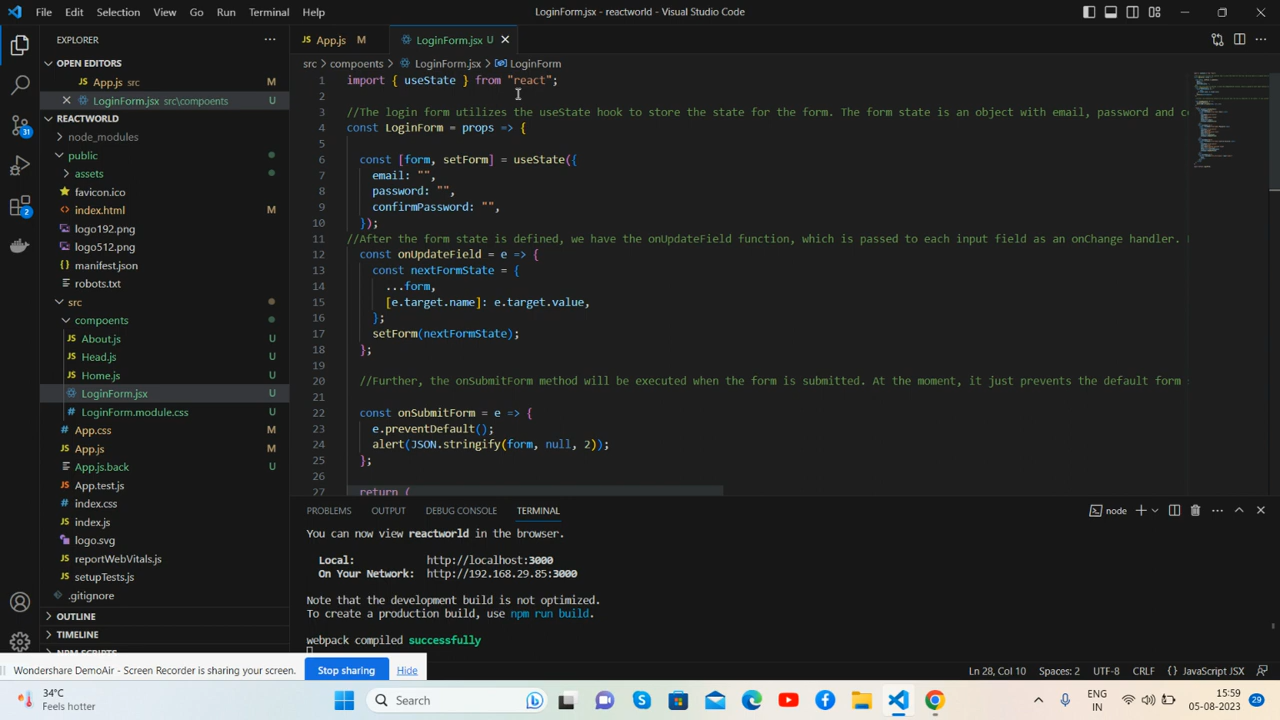 File Edit Selection View Go Run Terminal Help
LoginForm.jsx - reactworld - Visual Studio Code
EXPLORER
OPEN EDITORS
App.js src M
LoginForm.jsx src\compoents U
REACTWORLD
node_modules
public
assets
favicon.ico
index.html M
logo192.png
logo512.png
manifest.json
robots.txt
src
compoents
About.js U
Head.js U
Home.js U
LoginForm.jsx U
LoginForm.module.css U
App.css M
App.js M
App.js.back U
App.test.js
index.css
index.js
logo.svg
reportWebVitals.js
setupTests.js
.gitignore
OUTLINE
TIMELINE
31
2
App.js M
LoginForm.jsx U
src > compoents > LoginForm.jsx > LoginForm
1 import { useState } from "react";
2
3 //The login form utilizes the useState hook to store the state for the form. The form state is an object with email, password and c
4 const LoginForm = props => {
5
6 const [form, setForm] = useState({
7 email: "",
8 password: "",
9 confirmPassword: "",
10 });
11 //After the form state is defined, we have the onUpdateField function, which is passed to each input field as an onChange handler.
12 const onUpdateField = e => {
13 const nextFormState = {
14 ...form,
15 [e.target.name]: e.target.value,
16 };
17 setForm(nextFormState);
18 };
19
20 //Further, the onSubmitForm method will be executed when the form is submitted. At the moment, it just prevents the default form s
21
22 const onSubmitForm = e => {
23 e.preventDefault();
24 alert(JSON.stringify(form, null, 2));
25 };
26
27 return (
PROBLEMS OUTPUT DEBUG CONSOLE TERMINAL
node
You can now view reactworld in the browser.
Local: http://localhost:3000
On Your Network: http://192.168.29.85:3000
Note that the development build is not optimized.
To create a production build, use npm run build.
webpack compiled successfully
Wondershare DemoAir - Screen Recorder is sharing your screen. Stop sharing Hide
Ln 28, Col 10 Spaces: 2 UTF-8 CRLF {} JavaScript JSX
34°C
Feels hotter
Search
ENG
IN
15:59
05-08-2023
29